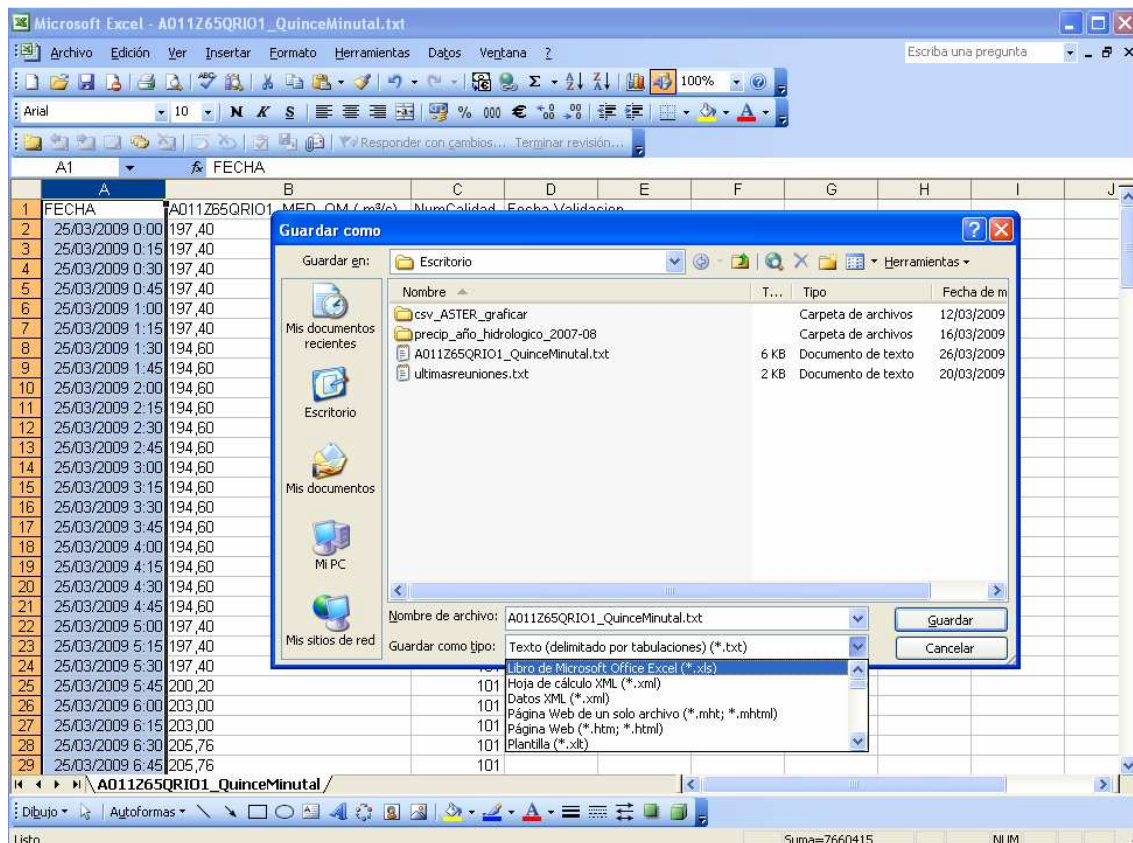 Microsoft Excel - A011Z65QRIO1_QuinceMinutal.txt
Archivo Edición Ver Insertar Formato Herramientas Datos Ventana ? Escriba una pregunta
100%
Arial 10 N K S % 000 €
Responder con cambios... Terminar revisión...
A1 fx FECHA
A B C D E F G H I J
1 FECHA A011Z65QRIO1_MED_QM ( m³/s) NumCalidad Fecha Validacion
2 25/03/2009 0:00 197,40
3 25/03/2009 0:15 197,40
4 25/03/2009 0:30 197,40
5 25/03/2009 0:45 197,40
6 25/03/2009 1:00 197,40
7 25/03/2009 1:15 197,40
8 25/03/2009 1:30 194,60
9 25/03/2009 1:45 194,60
10 25/03/2009 2:00 194,60
11 25/03/2009 2:15 194,60
12 25/03/2009 2:30 194,60
13 25/03/2009 2:45 194,60
14 25/03/2009 3:00 194,60
15 25/03/2009 3:15 194,60
16 25/03/2009 3:30 194,60
17 25/03/2009 3:45 194,60
18 25/03/2009 4:00 194,60
19 25/03/2009 4:15 194,60
20 25/03/2009 4:30 194,60
21 25/03/2009 4:45 194,60
22 25/03/2009 5:00 197,40
23 25/03/2009 5:15 197,40
24 25/03/2009 5:30 197,40
25 25/03/2009 5:45 200,20 101
26 25/03/2009 6:00 203,00 101
27 25/03/2009 6:15 203,00 101
28 25/03/2009 6:30 205,76 101
29 25/03/2009 6:45 205,76 101
Guardar como
Guardar en: Escritorio Herramientas
Mis documentos recientes
Escritorio
Mis documentos
Mi PC
Mis sitios de red
Nombre T... Tipo Fecha de m
csv_ASTER_graficar Carpeta de archivos 12/03/2009
precip_año_hidrologico_2007-08 Carpeta de archivos 16/03/2009
A011Z65QRIO1_QuinceMinutal.txt 6 KB Documento de texto 26/03/2009
ultimasreuniones.txt 2 KB Documento de texto 20/03/2009
Nombre de archivo: A011Z65QRIO1_QuinceMinutal.txt Guardar
Guardar como tipo: Texto (delimitado por tabulaciones) (*.txt) Cancelar
Libro de Microsoft Office Excel (*.xls)
Hoja de cálculo XML (*.xml)
Datos XML (*.xml)
Página Web de un solo archivo (*.mht; *.mhtml)
Página Web (*.htm; *.html)
Plantilla (*.xlt)
A011Z65QRIO1_QuinceMinutal
Dibujo Autoformas
Listo Suma=7660415 NUM